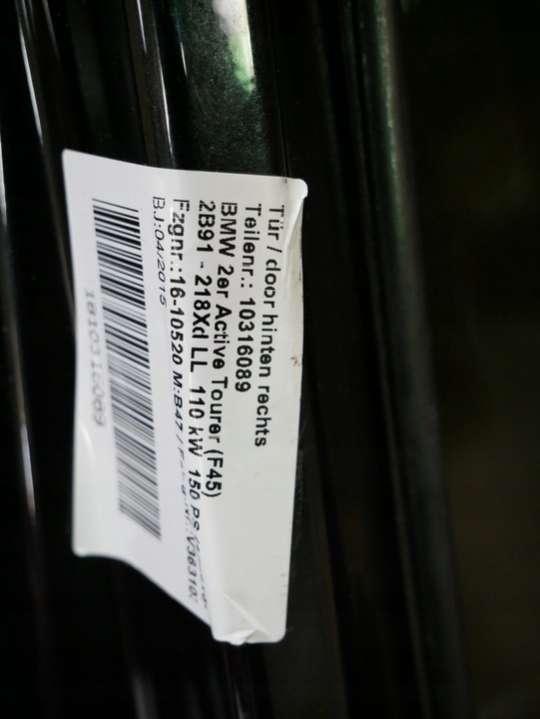 Tür / door hinten rechts
Teilenr.: 10316089
BMW 2er Active Tourer (F45)
2B91 - 218Xd LL 110 kW 150 PS
Fzgnr.:16-10520 M:B47 /
BJ:04/2015